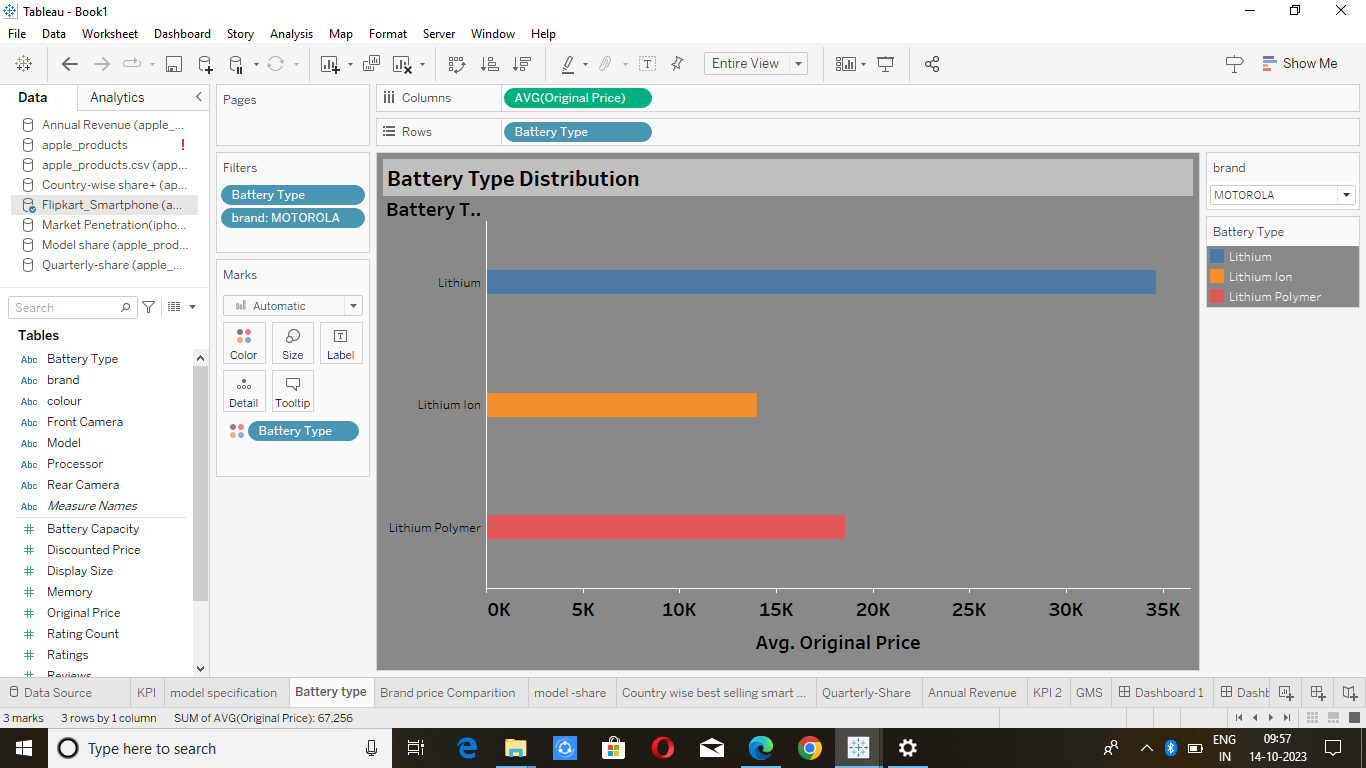 Tableau - Book1
File Data Worksheet Dashboard Story Analysis Map Format Server Window Help
Entire View
Show Me
Data Analytics
Annual Revenue (apple_...
apple_products
apple_products.csv (app...
Country-wise share+ (ap...
Flipkart_Smartphone (a...
Market Penetration(ipho...
Model share (apple_prod...
Quarterly-share (apple_...
Search
Tables
Abc Battery Type
Abc brand
Abc colour
Abc Front Camera
Abc Model
Abc Processor
Abc Rear Camera
Abc Measure Names
# Battery Capacity
# Discounted Price
# Display Size
# Memory
# Original Price
# Rating Count
# Ratings
Reviews
Pages
Filters
Battery Type
brand: MOTOROLA
Marks
Automatic
Color Size Label
Detail Tooltip
Battery Type
Columns AVG(Original Price)
Rows Battery Type
Battery Type Distribution
Battery T..
Lithium
Lithium Ion
Lithium Polymer
0K 5K 10K 15K 20K 25K 30K 35K
Avg. Original Price
brand
MOTOROLA
Battery Type
Lithium
Lithium Ion
Lithium Polymer
Data Source KPI model specification Battery type Brand price Comparition model -share Country wise best selling smart ... Quarterly-Share Annual Revenue KPI 2 GMS Dashboard 1 Dashb
3 marks 3 rows by 1 column SUM of AVG(Original Price): 67,256
Type here to search
ENG
IN
09:57
14-10-2023